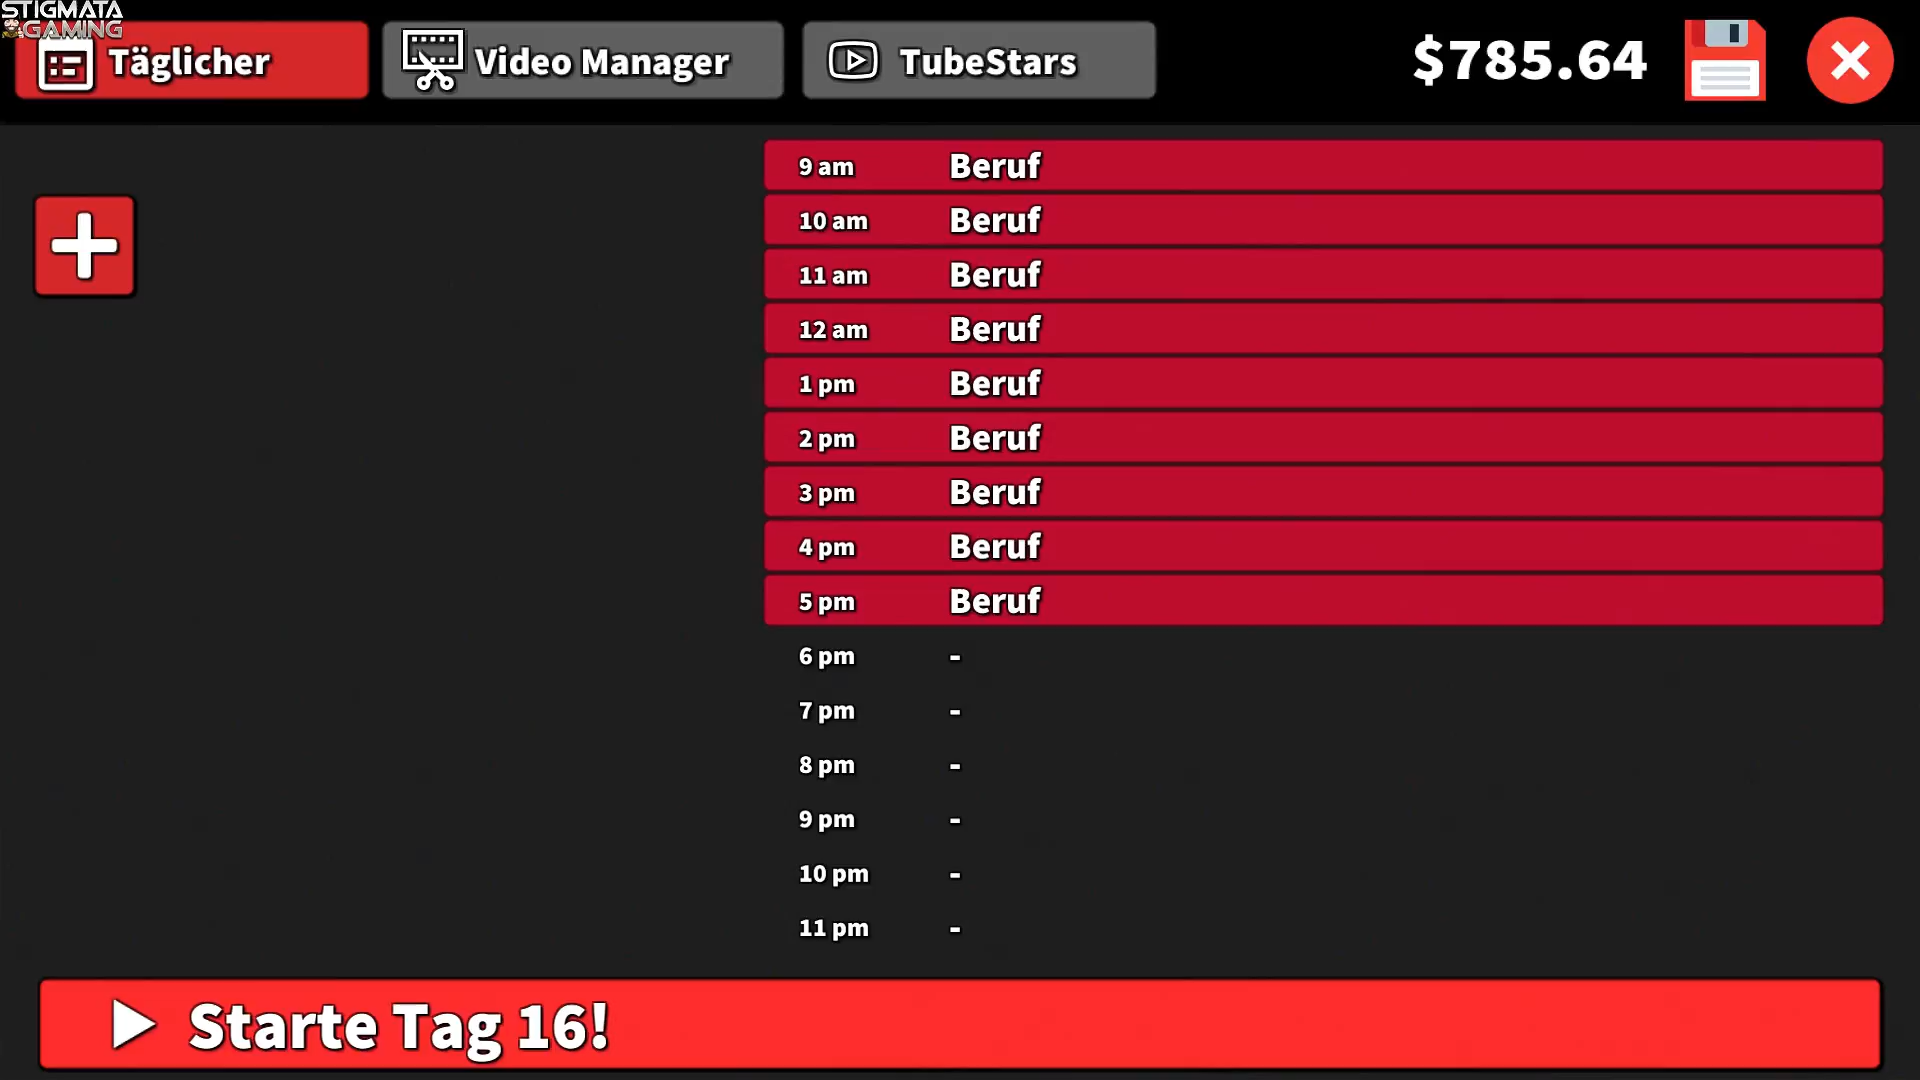 STIGMATA
GAMING
Täglicher
Video Manager
TubeStars
$785.64
9 am Beruf
10 am Beruf
11 am Beruf
12 am Beruf
1 pm Beruf
2 pm Beruf
3 pm Beruf
4 pm Beruf
5 pm Beruf
6 pm -
7 pm -
8 pm -
9 pm -
10 pm -
11 pm -
Starte Tag 16!